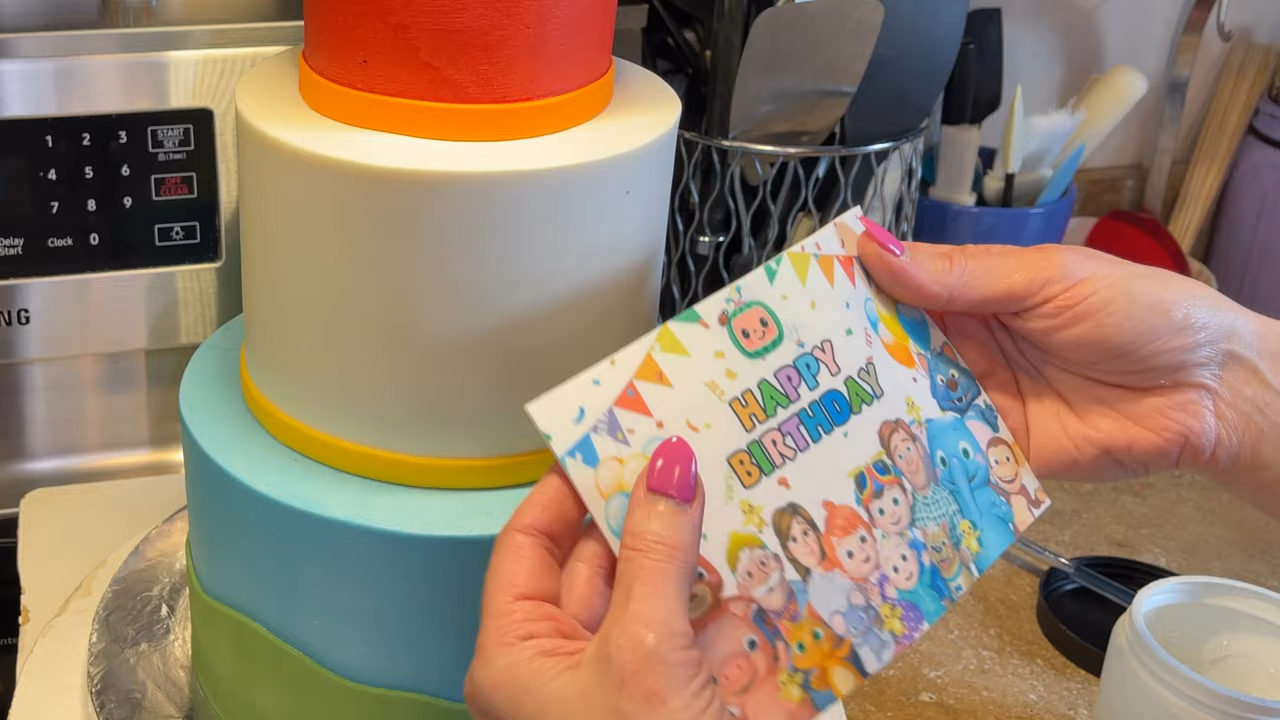 1 2 3
START
SET
(3sec)
4 5 6
OFF
CLEAR
7 8 9
Delay
Start
Clock 0
NG
HAPPY
BIRTHDAY